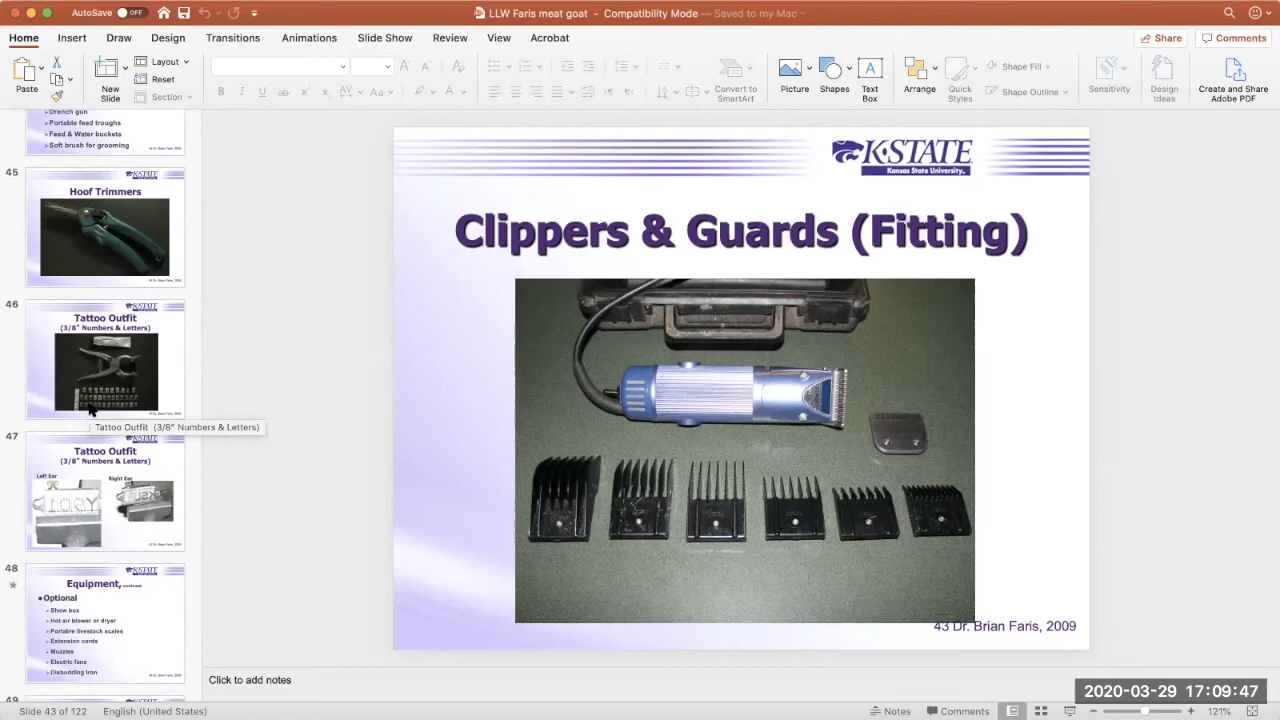 AutoSave OFF
LLW Faris meat goat - Compatibility Mode — Saved to my Mac
Home Insert Draw Design Transitions Animations Slide Show Review View Acrobat
Share Comments
Paste
New Slide
Layout
Reset
Section
Convert to SmartArt
Picture Shapes Text Box
Arrange Quick Styles
Shape Fill
Shape Outline
Sensitivity
Design Ideas
Create and Share Adobe PDF
Drench gun
Portable feed troughs
Feed & Water buckets
Soft brush for grooming
45
K-STATE
Hoof Trimmers
46
K-STATE
Tattoo Outfit
(3/8" Numbers & Letters)
Tattoo Outfit (3/8" Numbers & Letters)
47
K-STATE
Tattoo Outfit
(3/8" Numbers & Letters)
Left Ear
Right Ear
48
K-STATE
Equipment, continued
Optional
Show box
Hot air blower or dryer
Portable livestock scales
Extension cords
Muzzles
Electric fans
Disbudding iron
49
K-STATE
Kansas State University
Clippers & Guards (Fitting)
43 Dr. Brian Faris, 2009
Click to add notes
2020-03-29 17:09:47
Slide 43 of 122
English (United States)
Notes
Comments
121%